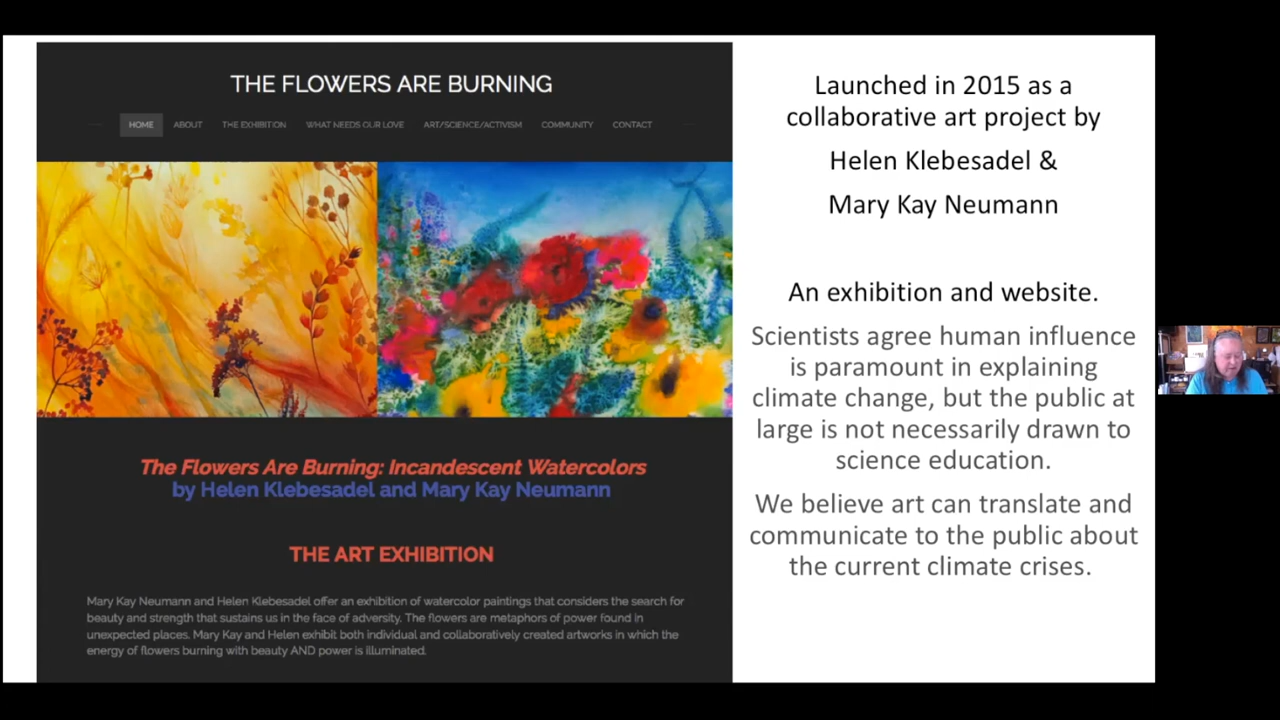 THE FLOWERS ARE BURNING
HOME ABOUT THE EXHIBITION WHAT NEEDS OUR LOVE ART/SCIENCE/ACTIVISM COMMUNITY CONTACT
The Flowers Are Burning: Incandescent Watercolors
by Helen Klebesadel and Mary Kay Neumann
THE ART EXHIBITION
Mary Kay Neumann and Helen Klebesadel offer an exhibition of watercolor paintings that considers the search for
beauty and strength that sustains us in the face of adversity. The flowers are metaphors of power found in
unexpected places. Mary Kay and Helen exhibit both individual and collaboratively created artworks in which the
energy of flowers burning with beauty AND power is illuminated.
Launched in 2015 as a
collaborative art project by
Helen Klebesadel &
Mary Kay Neumann
An exhibition and website.
Scientists agree human influence
is paramount in explaining
climate change, but the public at
large is not necessarily drawn to
science education.
We believe art can translate and
communicate to the public about
the current climate crises.